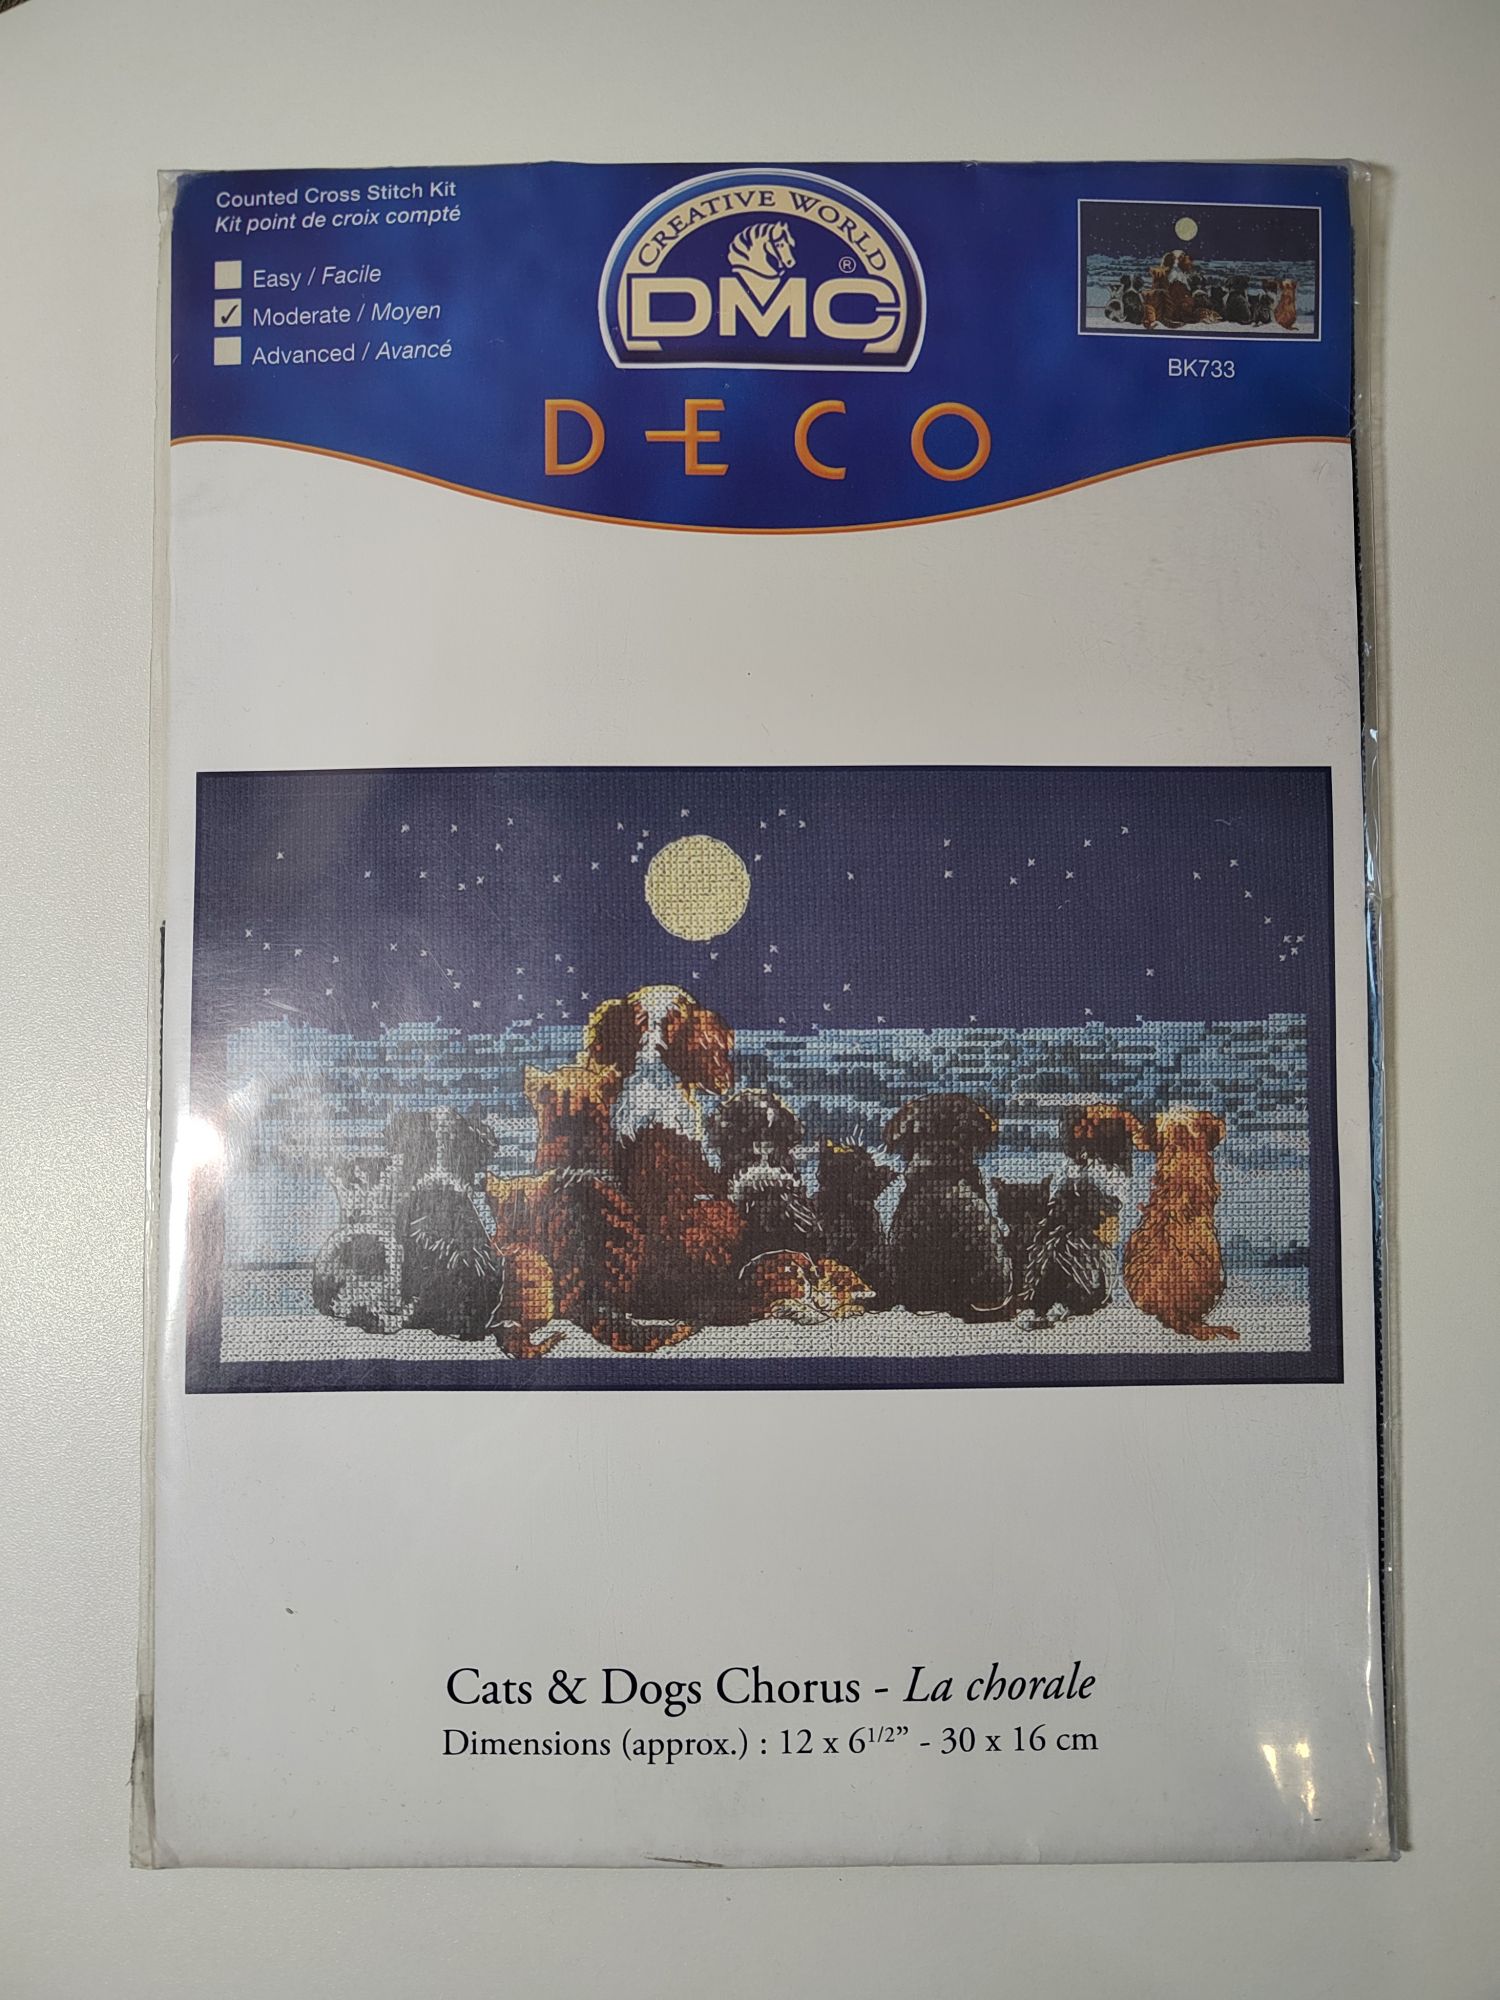 Counted Cross Stitch Kit
Kit point de croix compté
Easy / Facile
✓ Moderate / Moyen
Advanced / Avancé
CREATIVE WORLD
DMC®
DECO
BK733
Cats & Dogs Chorus - La chorale
Dimensions (approx.) : 12 x 6 1/2” - 30 x 16 cm